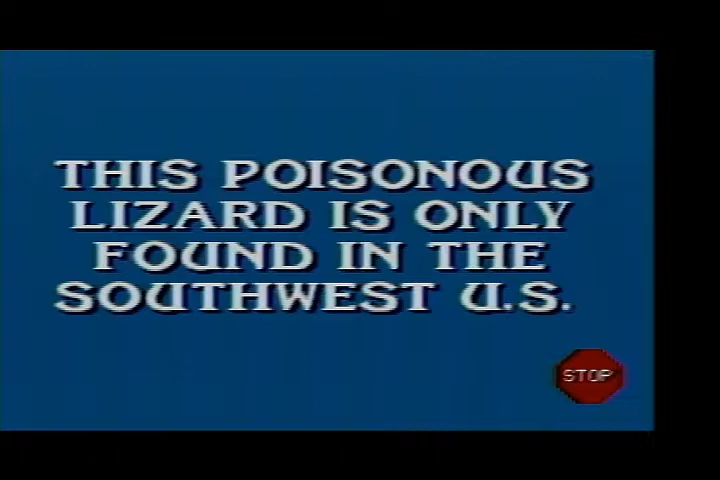 THIS POISONOUS
LIZARD IS ONLY
FOUND IN THE
SOUTHWEST U.S.
STOP